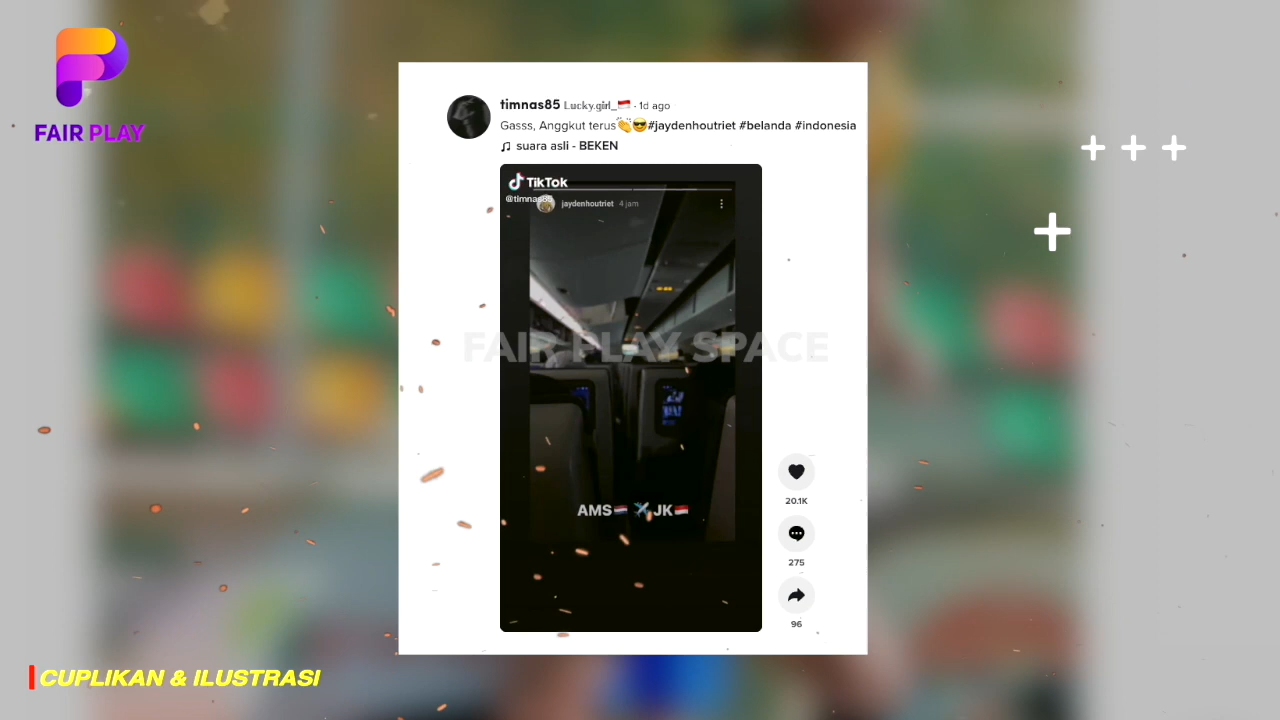 FAIR PLAY
timnas85 Lucky.girl_🇮🇩 · 1d ago
Gasss, Anggkut terus👏😎#jaydenhoutriet #belanda #indonesia
♫ suara asli - BEKEN
TikTok
@timnas85
jaydenhoutriet 4 jam
FAIR PLAY SPACE
AMS🇳🇱 ✈️JK🇮🇩
20.1K
275
96
CUPLIKAN & ILUSTRASI